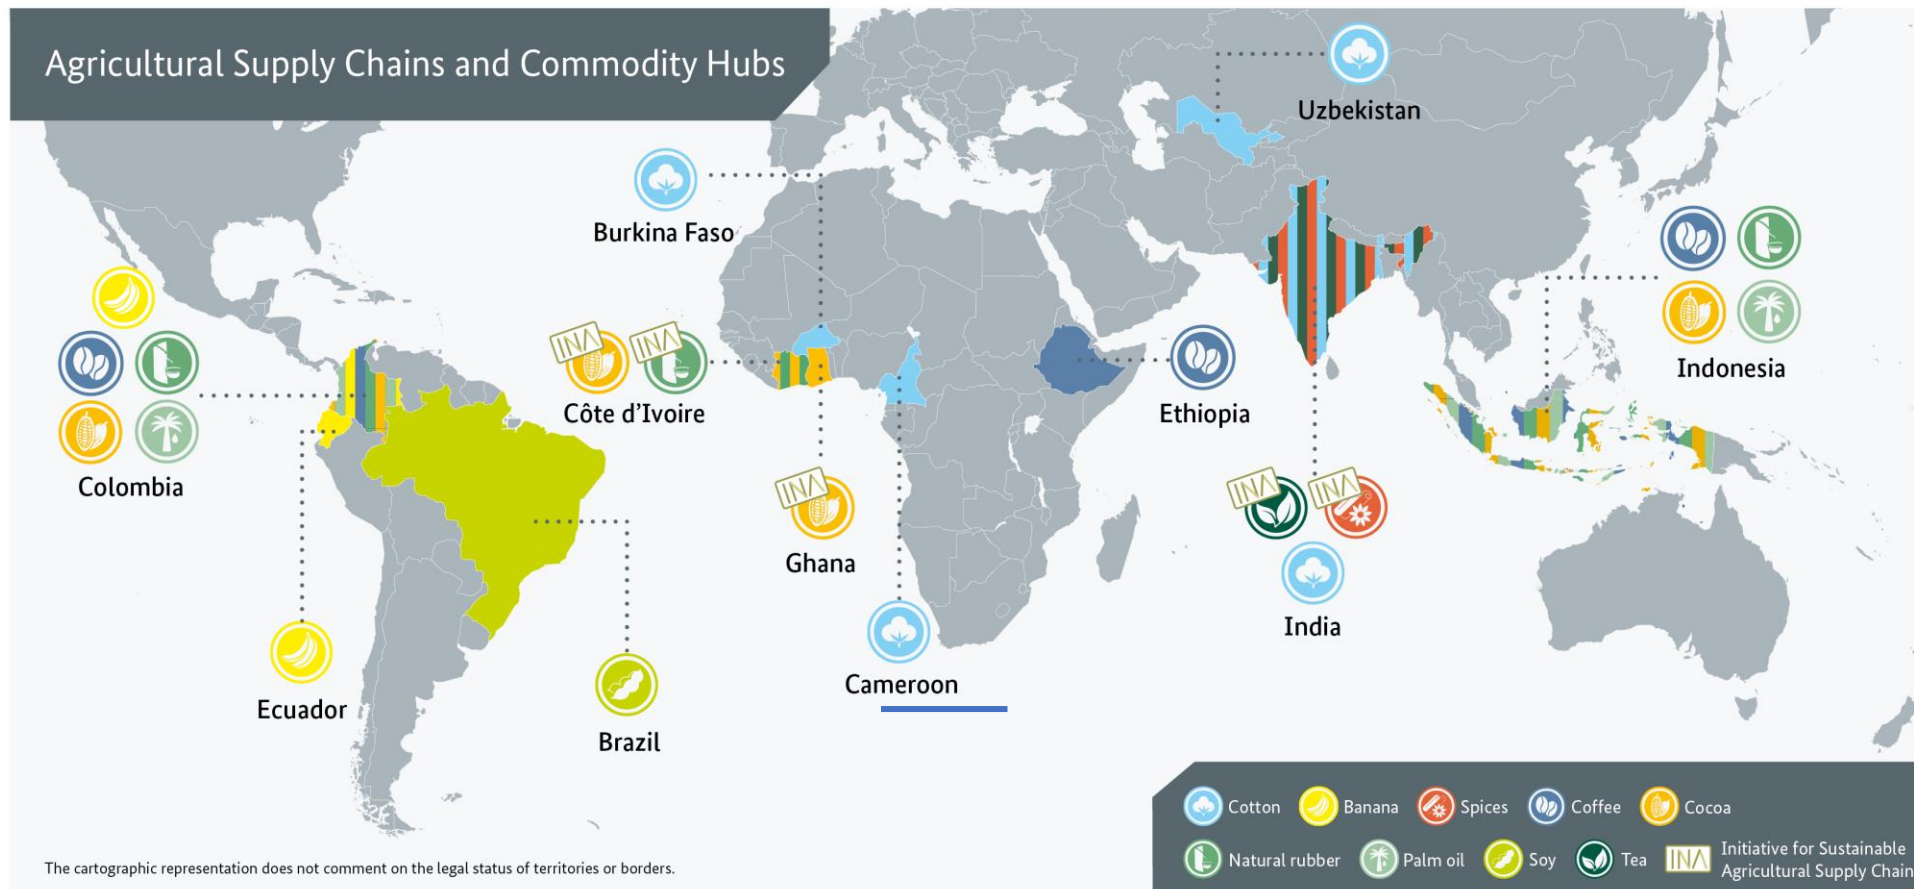 Agricultural Supply Chains and Commodity Hubs
Uzbekistan
Burkina Faso
INA
INA
Côte d'Ivoire
Ethiopia
Indonesia
Colombia
INA
Ghana
INA
INA
India
Cameroon
Ecuador
Brazil
Cotton
Banana
Spices
Coffee
Cocoa
Natural rubber
Palm oil
Soy
Tea
INA
Initiative for Sustainable
Agricultural Supply Chain
The cartographic representation does not comment on the legal status of territories or borders.